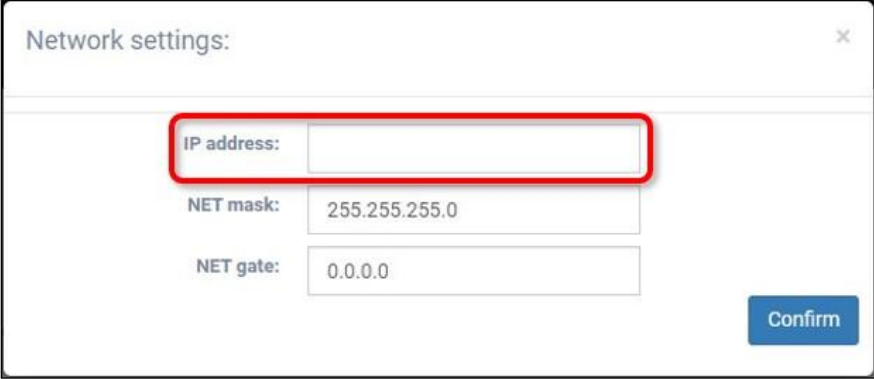 Network settings:
×
IP address:
NET mask: 255.255.255.0
NET gate: 0.0.0.0
Confirm